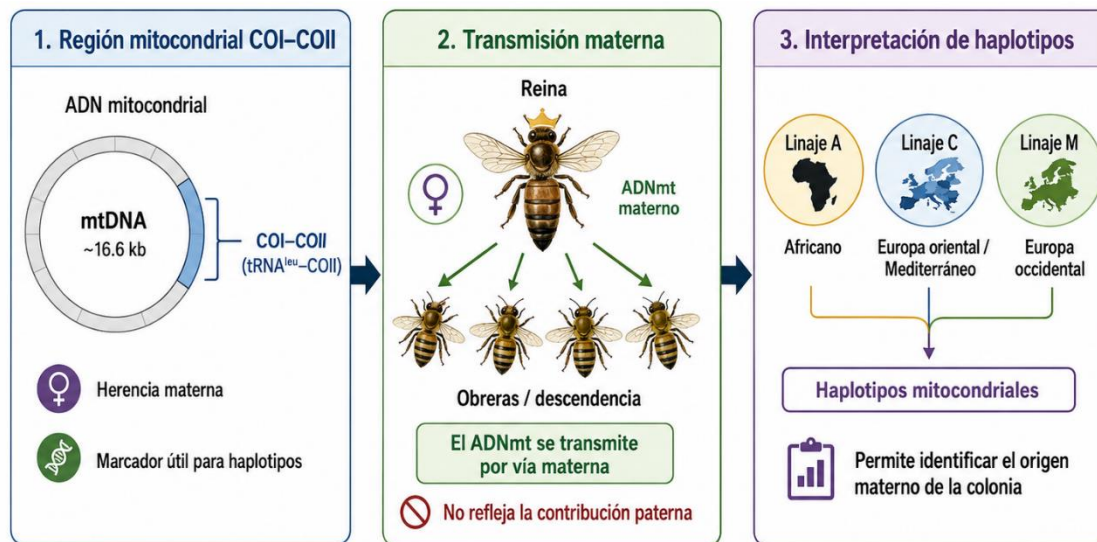 1. Región mitocondrial COI–COII
ADN mitocondrial
mtDNA
~16.6 kb
COI–COII
(tRNAˡᵉᵘ–COII)
Herencia materna
Marcador útil para haplotipos
2. Transmisión materna
Reina
ADNmt
materno
Obreras / descendencia
El ADNmt se transmite
por vía materna
No refleja la contribución paterna
3. Interpretación de haplotipos
Linaje A
Linaje C
Linaje M
Africano
Europa oriental /
Mediterráneo
Europa
occidental
Haplotipos mitocondriales
Permite identificar el origen
materno de la colonia